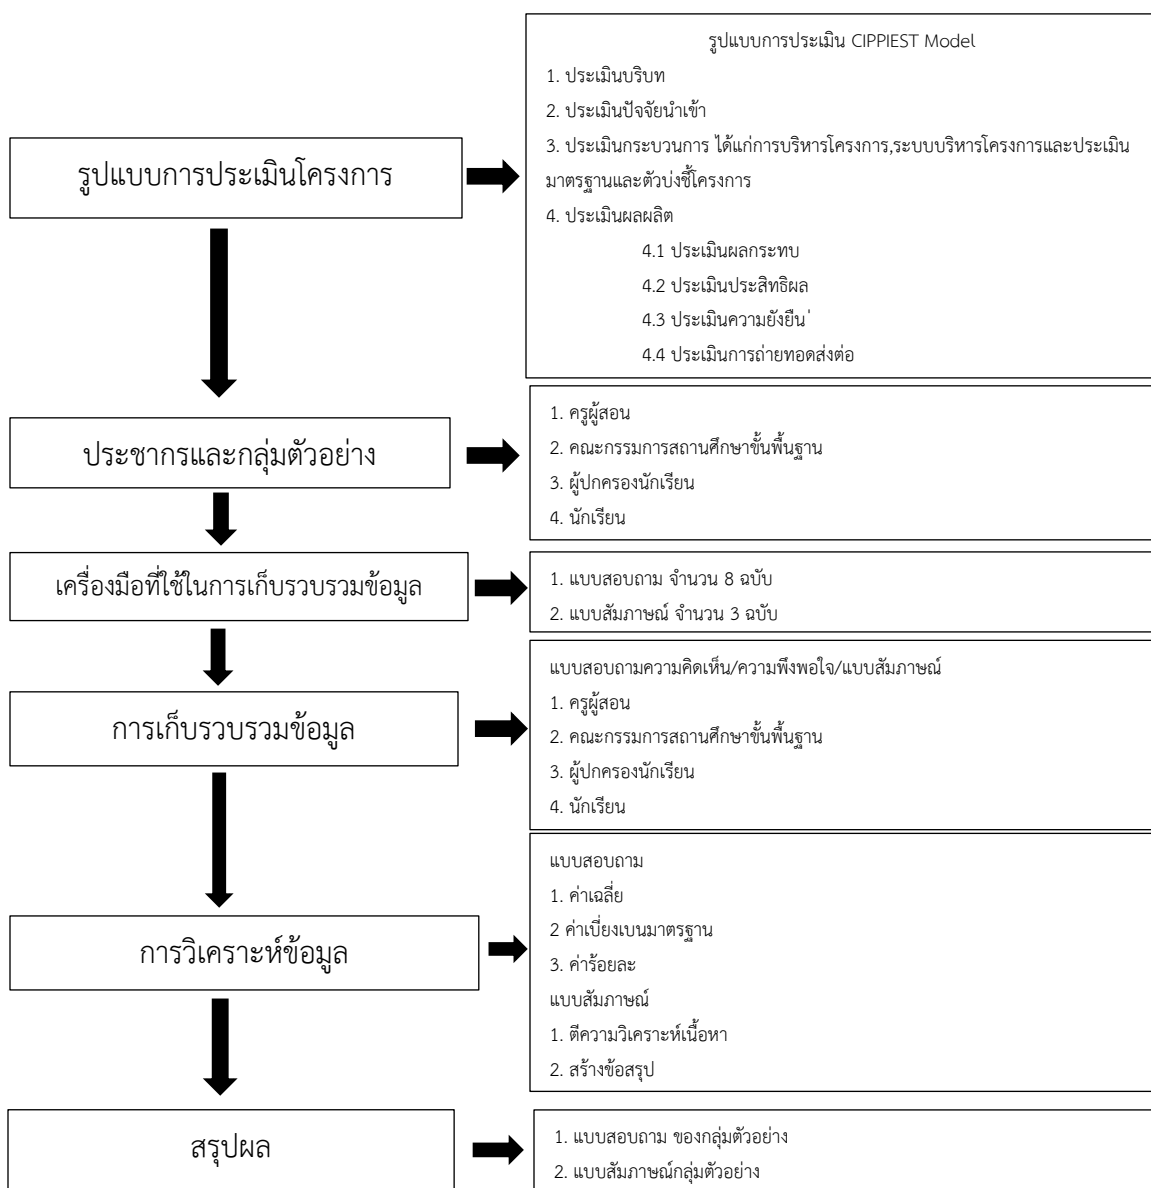 รูปแบบการประเมิน CIPPIEST Model
1. ประเมินบริบท
2. ประเมินปัจจัยนำเข้า
3. ประเมินกระบวนการ ได้แก่การบริหารโครงการ,ระบบบริหารโครงการและประเมิน
มาตรฐานและตัวบ่งชี้โครงการ
4. ประเมินผลผลิต
4.1 ประเมินผลกระทบ
4.2 ประเมินประสิทธิผล
4.3 ประเมินความยังยืน่
4.4 ประเมินการถ่ายทอดส่งต่อ
รูปแบบการประเมินโครงการ
ประชากรและกลุ่มตัวอย่าง
1. ครูผู้สอน
2. คณะกรรมการสถานศึกษาขั้นพื้นฐาน
3. ผู้ปกครองนักเรียน
4. นักเรียน
เครื่องมือที่ใช้ในการเก็บรวบรวมข้อมูล
1. แบบสอบถาม จำนวน 8 ฉบับ
2. แบบสัมภาษณ์ จำนวน 3 ฉบับ
การเก็บรวบรวมข้อมูล
แบบสอบถามความคิดเห็น/ความพึงพอใจ/แบบสัมภาษณ์
1. ครูผู้สอน
2. คณะกรรมการสถานศึกษาขั้นพื้นฐาน
3. ผู้ปกครองนักเรียน
4. นักเรียน
การวิเคราะห์ข้อมูล
แบบสอบถาม
1. ค่าเฉลี่ย
2 ค่าเบี่ยงเบนมาตรฐาน
3. ค่าร้อยละ
แบบสัมภาษณ์
1. ตีความวิเคราะห์เนื้อหา
2. สร้างข้อสรุป
สรุปผล
1. แบบสอบถาม ของกลุ่มตัวอย่าง
2. แบบสัมภาษณ์กลุ่มตัวอย่าง